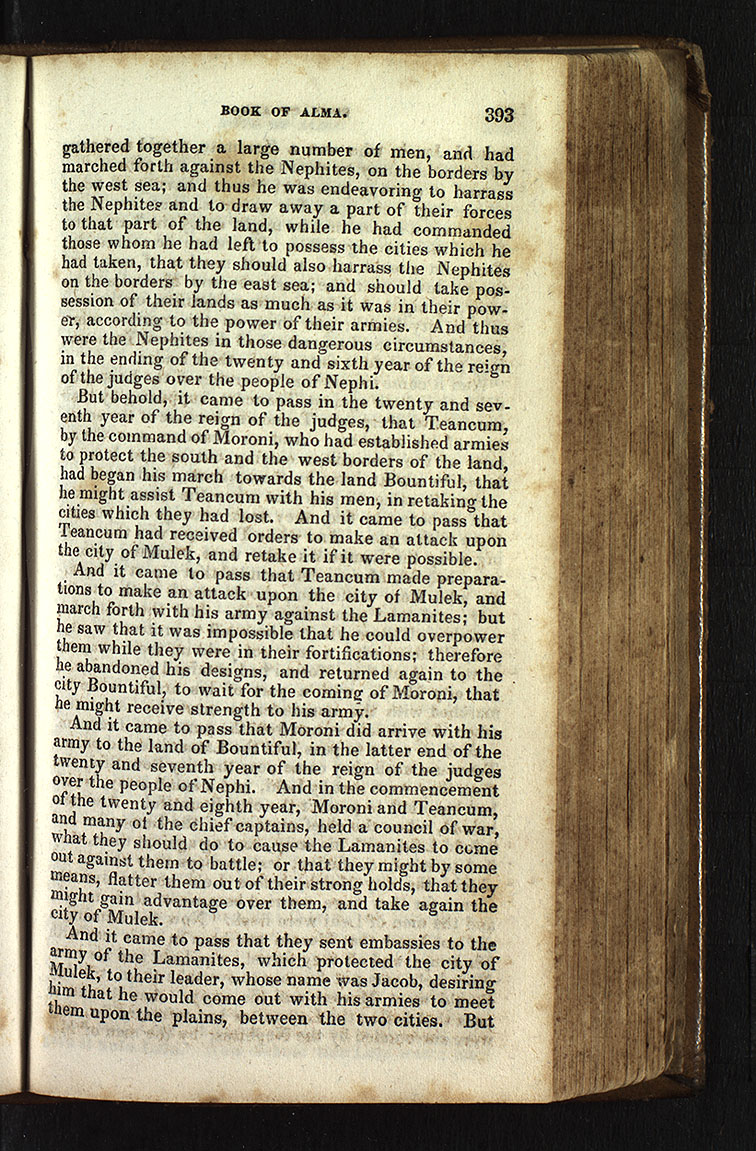 BOOK OF ALMA. 393
gathered together a large number of men, and had
marched forth against the Nephites, on the borders by
the west sea; and thus he was endeavoring to harrass
the Nephites and to draw away a part of their forces
to that part of the land, while he had commanded
those whom he had left to possess the cities which he
had taken, that they should also harrass the Nephites
on the borders by the east sea; and should take pos-
session of their lands as much as it was in their pow-
er, according to the power of their armies. And thus
were the Nephites in those dangerous circumstances,
in the ending of the twenty and sixth year of the reign
of the judges over the people of Nephi.
But behold, it came to pass in the twenty and sev-
enth year of the reign of the judges, that Teancum,
by the command of Moroni, who had established armies
to protect the south and the west borders of the land,
had began his march towards the land Bountiful, that
he might assist Teancum with his men, in retaking the
cities which they had lost. And it came to pass that
Teancum had received orders to make an attack upon
the city of Mulek, and retake it if it were possible.
And it came to pass that Teancum made prepara-
tions to make an attack upon the city of Mulek, and
march forth with his army against the Lamanites; but
he saw that it was impossible that he could overpower
them while they were in their fortifications; therefore
he abandoned his designs, and returned again to the
city Bountiful, to wait for the coming of Moroni, that
he might receive strength to his army.
And it came to pass that Moroni did arrive with his
army to the land of Bountiful, in the latter end of the
twenty and seventh year of the reign of the judges
over the people of Nephi. And in the commencement
of the twenty and eighth year, Moroni and Teancum,
and many of the chief captains, held a council of war,
what they should do to cause the Lamanites to come
out against them to battle; or that they might by some
means, flatter them out of their strong holds, that they
might gain advantage over them, and take again the
city of Mulek.
And it came to pass that they sent embassies to the
army of the Lamanites, which protected the city of
Mulek, to their leader, whose name was Jacob, desiring
him that he would come out with his armies to meet
them upon the plains, between the two cities. But